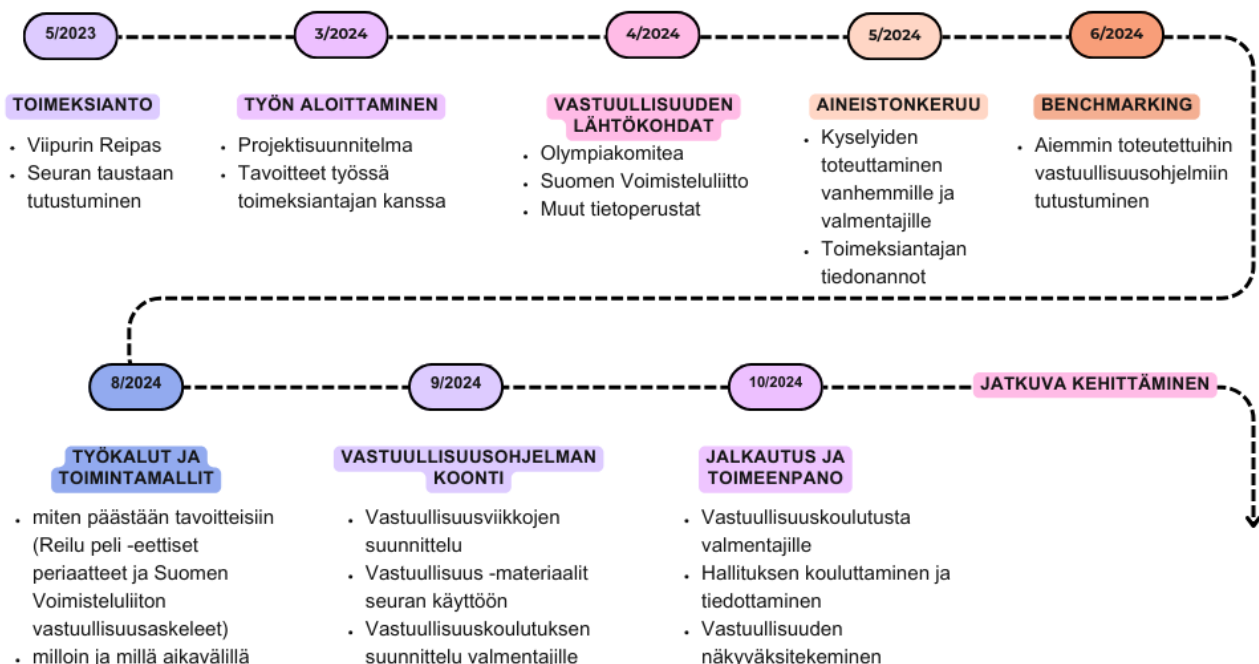 5/2023
3/2024
4/2024
5/2024
6/2024
TOIMEKSIANTO
• Viipurin Reipas
• Seuran taustaan
tutustuminen
TYÖN ALOITTAMINEN
• Projektisuunnitelma
• Tavoitteet työssä
toimeksiantajan kanssa
VASTUULLISUUDEN
LÄHTÖKOHDAT
• Olympiakomitea
• Suomen Voimisteluliitto
• Muut tietoperustat
AINEISTONKERUU
• Kyselyiden
toteuttaminen
vanhemmille ja
valmentajille
• Toimeksiantajan
tiedonannot
BENCHMARKING
• Aiemmin toteutettuihin
vastuullisuusohjelmiin
tutustuminen
8/2024
9/2024
10/2024
JATKUVA KEHITTÄMINEN
TYÖKALUT JA
TOIMINTAMALLIT
• miten päästään tavoitteisiin
(Reilu peli -eettiset
periaatteet ja Suomen
Voimisteluliiton
vastuullisuusaskeleet)
• milloin ja millä aikavälillä
VASTUULLISUUSOHJELMAN
KOONTI
• Vastuullisuusviikkojen
suunnittelu
• Vastuullisuus -materiaalit
seuran käyttöön
• Vastuullisuuskoulutuksen
suunnittelu valmentajille
JALKAUTUS JA
TOIMEENPANO
• Vastuullisuuskoulutusta
valmentajille
• Hallituksen kouluttaminen ja
tiedottaminen
• Vastuullisuuden
näkyväksitekeminen